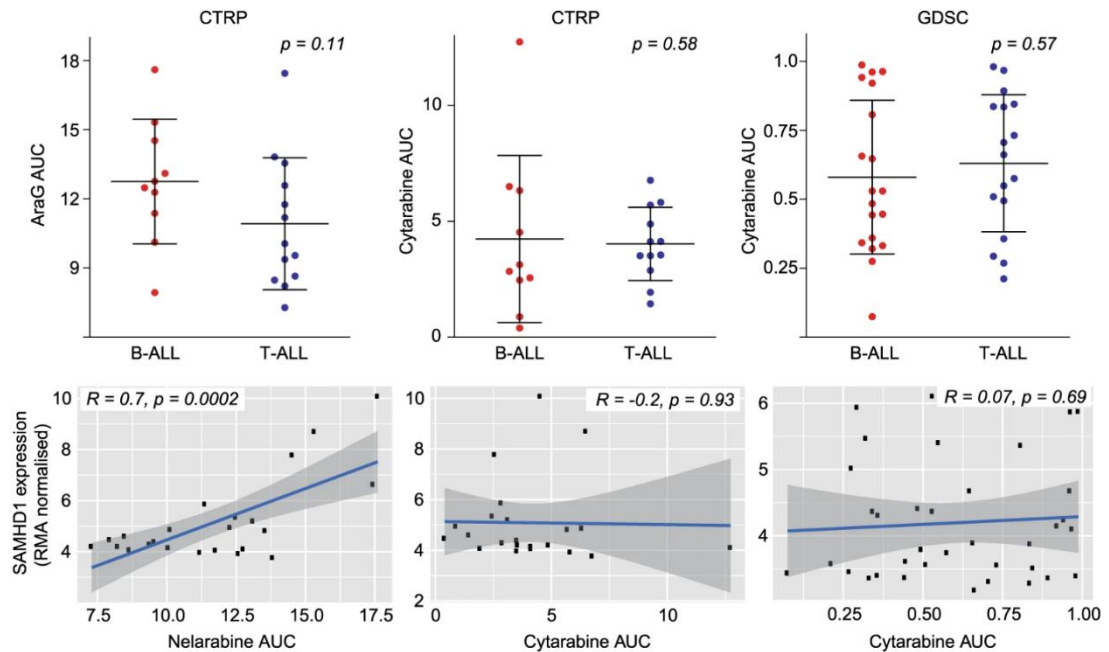 CTRP
CTRP
GDSC
p = 0.11
p = 0.58
p = 0.57
AraG AUC
18
15
12
9
B-ALL
T-ALL
Cytarabine AUC
10
5
0
B-ALL
T-ALL
Cytarabine AUC
1.0
0.75
0.5
0.25
B-ALL
T-ALL
SAMHD1 expression
(RMA normalised)
R = 0.7, p = 0.0002
10
8
6
4
7.5
10.0
12.5
15.0
17.5
Nelarabine AUC
R = -0.2, p = 0.93
10
8
6
4
2
0
5
10
Cytarabine AUC
R = 0.07, p = 0.69
6
5
4
3
0.25
0.50
0.75
1.00
Cytarabine AUC